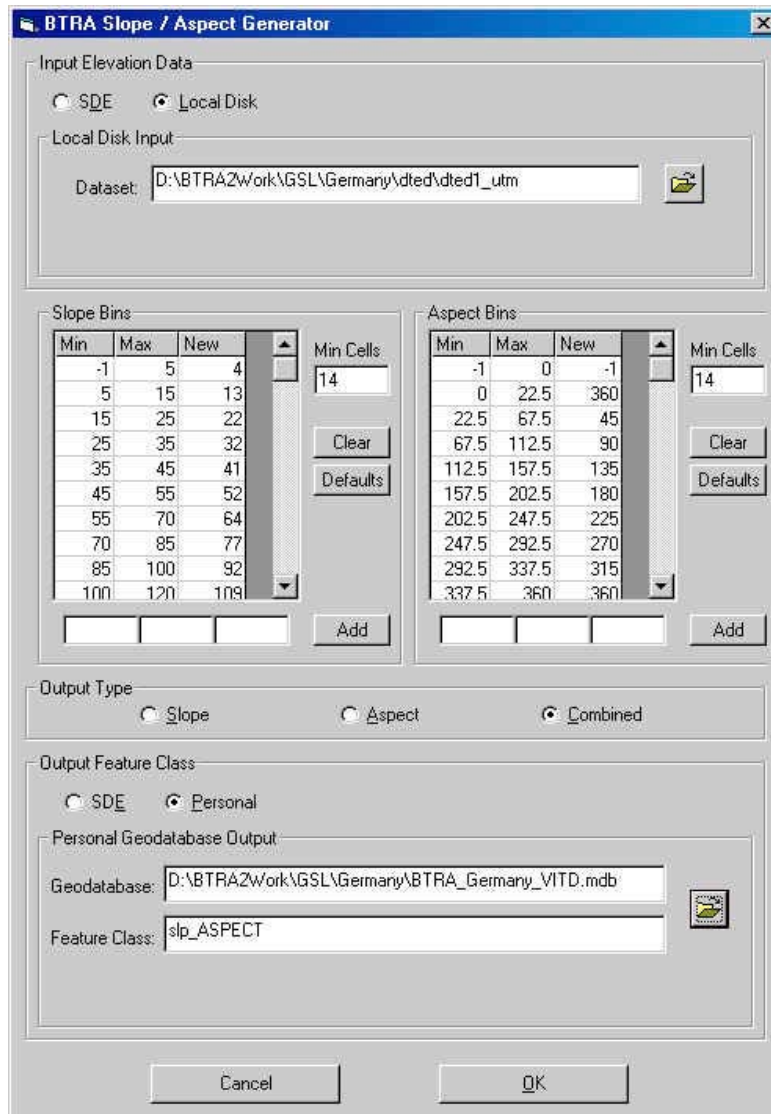 BTRA Slope / Aspect Generator
Input Elevation Data
SDE Local Disk
Local Disk Input
Dataset: D:\BTRA2Work\GSL\Germany\dted\dted1_utm
Slope Bins
Min Max New
-1 5 4
5 15 13
15 25 22
25 35 32
35 45 41
45 55 52
55 70 64
70 85 77
85 100 92
100 120 109
Min Cells
14
Clear
Defaults
Add
Aspect Bins
Min Max New
-1 0 -1
0 22.5 360
22.5 67.5 45
67.5 112.5 90
112.5 157.5 135
157.5 202.5 180
202.5 247.5 225
247.5 292.5 270
292.5 337.5 315
337.5 360 360
Min Cells
14
Clear
Defaults
Add
Output Type
Slope Aspect Combined
Output Feature Class
SDE Personal
Personal Geodatabase Output
Geodatabase: D:\BTRA2Work\GSL\Germany\BTRA_Germany_VITD.mdb
Feature Class: slp_ASPECT
Cancel OK